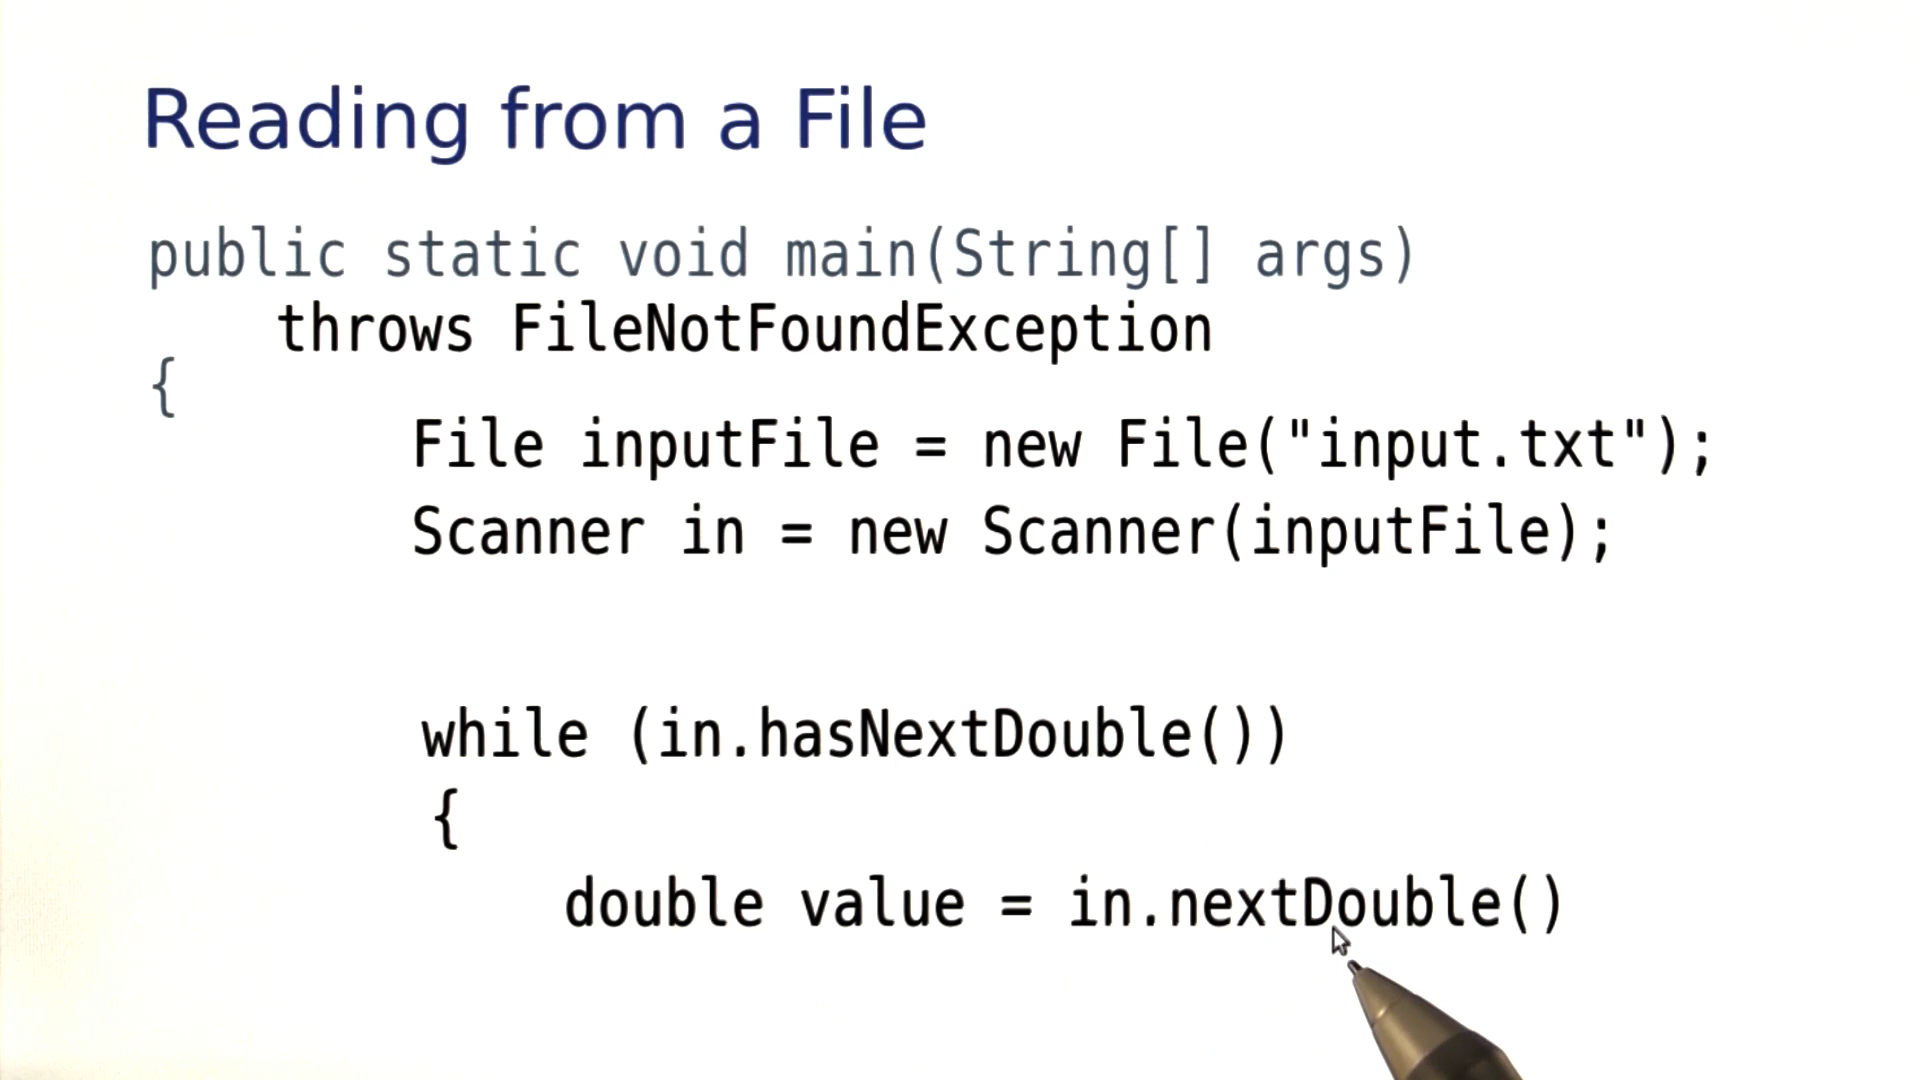 Reading from a File
public static void main(String[] args)
throws FileNotFoundException
{
File inputFile = new File("input.txt");
Scanner in = new Scanner(inputFile);
while (in.hasNextDouble())
{
double value = in.nextDouble()